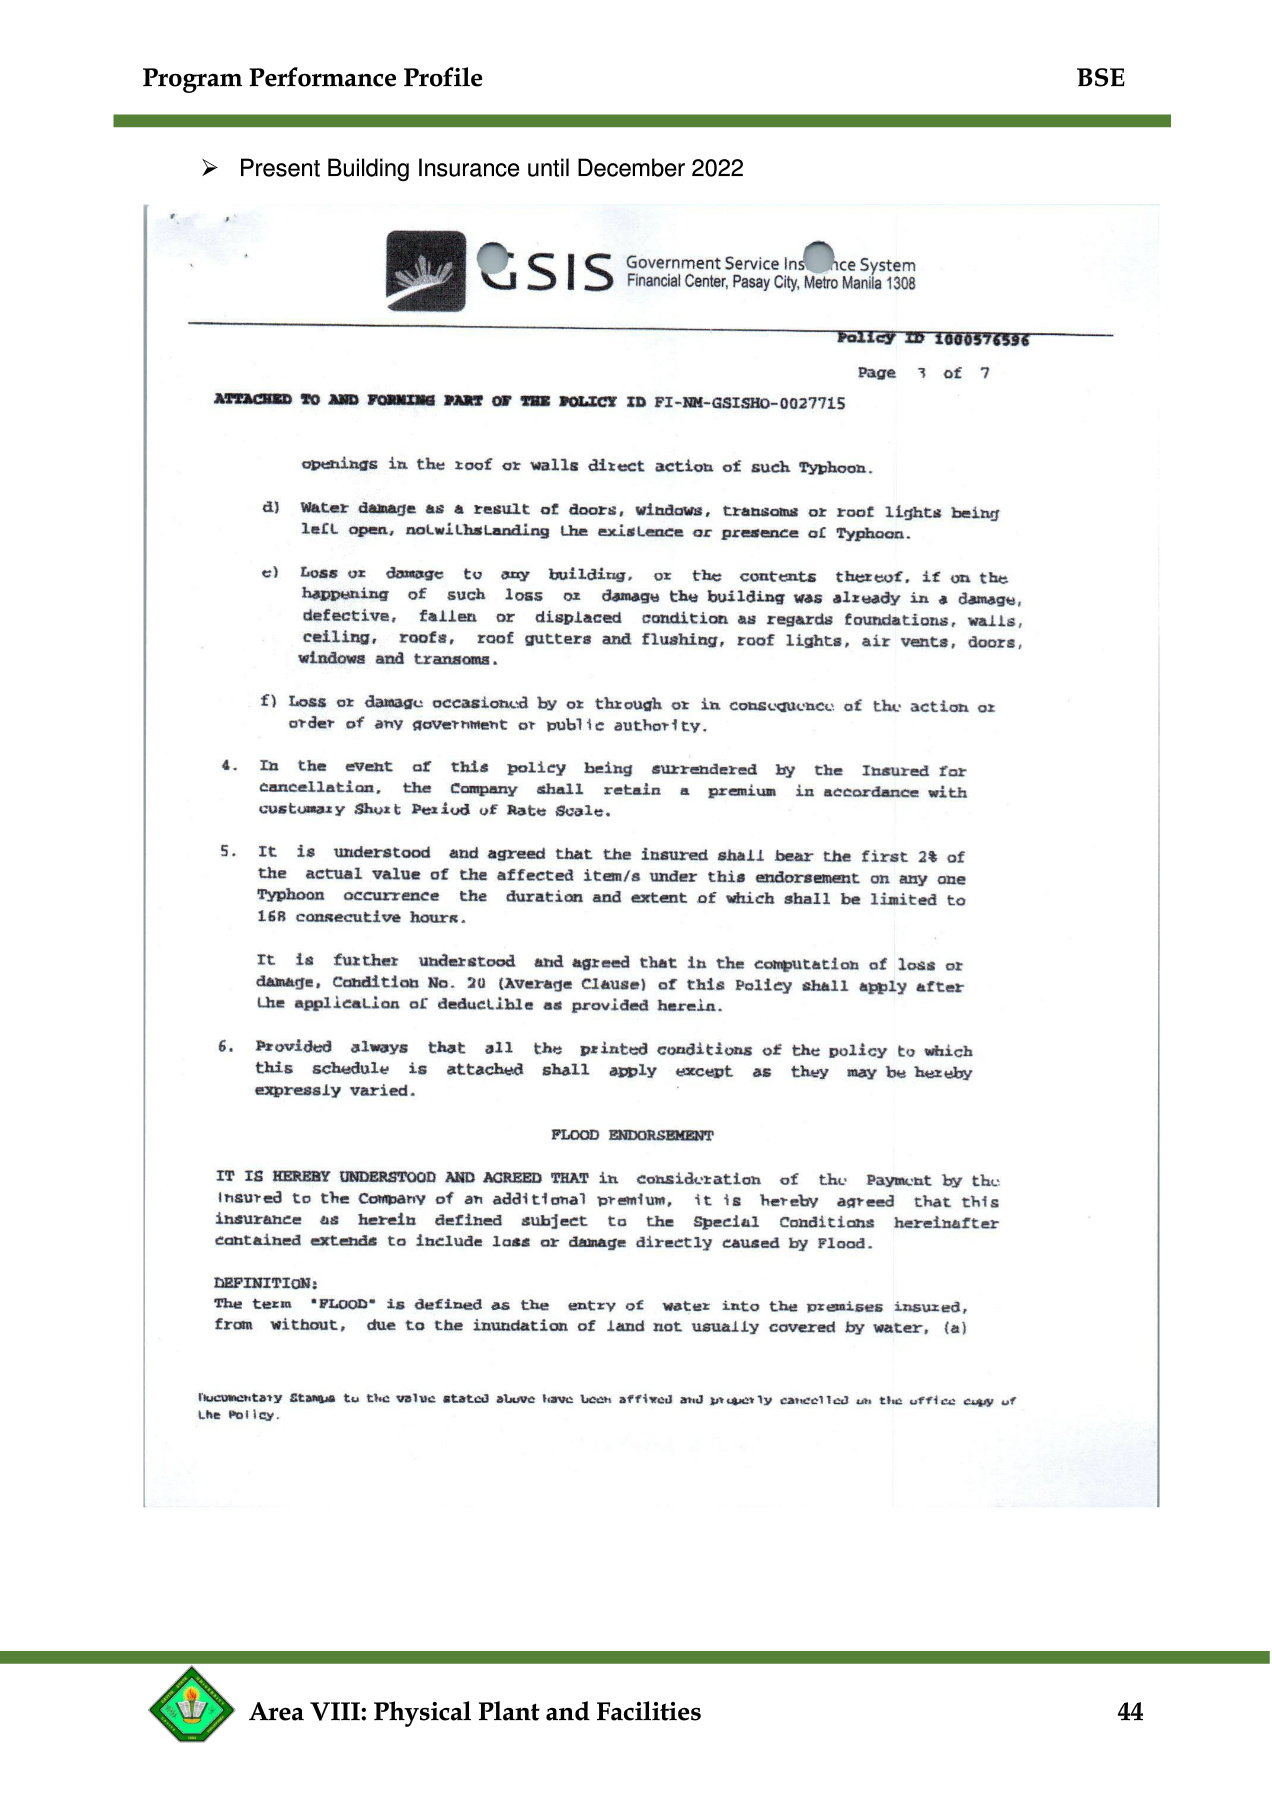 Program Performance Profile BSE
➢ Present Building Insurance until December 2022
GSIS Government Service Ins nce System
Financial Center, Pasay City, Metro Manila 1308
Policy ID 1000576596
Page 3 of 7
ATTACHED TO AND FORMING PART OF THE POLICY ID FI-NM-GSISHO-0027715
openings in the roof or walls direct action of such Typhoon.
d) Water damage as a result of doors, windows, transoms or roof lights being
left open, notwithstanding the existence or presence of Typhoon.
e) Loss or damage to any building, or the contents thereof, if on the
happening of such loss or damage the building was already in a damage,
defective, fallen or displaced condition as regards foundations, walls,
ceiling, roofs, roof gutters and flushing, roof lights, air vents, doors,
windows and transoms.
f) Loss or damage occasioned by or through or in consequence of the action or
order of any government or public authority.
4. In the event of this policy being surrendered by the Insured for
cancellation, the Company shall retain a premium in accordance with
customary Short Period of Rate Scale.
5. It is understood and agreed that the insured shall bear the first 2% of
the actual value of the affected item/s under this endorsement on any one
Typhoon occurrence the duration and extent of which shall be limited to
168 consecutive hours.
It is further understood and agreed that in the computation of loss or
damage, Condition No. 20 (Average Clause) of this Policy shall apply after
the application of deductible as provided herein.
6. Provided always that all the printed conditions of the policy to which
this schedule is attached shall apply except as they may be hereby
expressly varied.
FLOOD ENDORSEMENT
IT IS HEREBY UNDERSTOOD AND AGREED THAT in consideration of the Payment by the
Insured to the Company of an additional premium, it is hereby agreed that this
insurance as herein defined subject to the Special Conditions hereinafter
contained extends to include loss or damage directly caused by Flood.
DEFINITION:
The term "FLOOD" is defined as the entry of water into the premises insured,
from without, due to the inundation of land not usually covered by water, (a)
Documentary Stamps to the value stated above have been affixed and properly cancelled on the office copy of
the Policy.
Area VIII: Physical Plant and Facilities 44